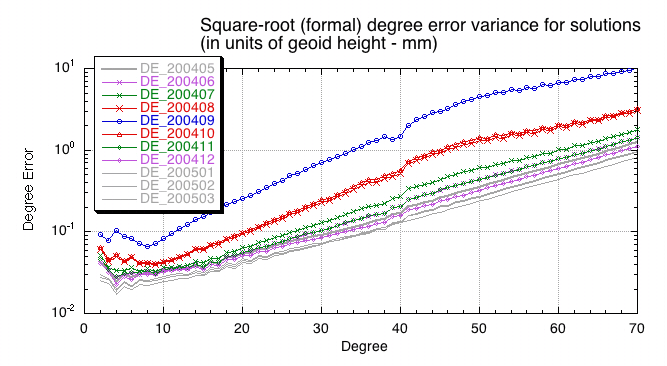 Square-root (formal) degree error variance for solutions
(in units of geoid height - mm)
10^1
10^0
10^-1
10^-2
Degree Error
DE_200405
DE_200406
DE_200407
DE_200408
DE_200409
DE_200410
DE_200411
DE_200412
DE_200501
DE_200502
DE_200503
0 10 20 30 40 50 60 70
Degree